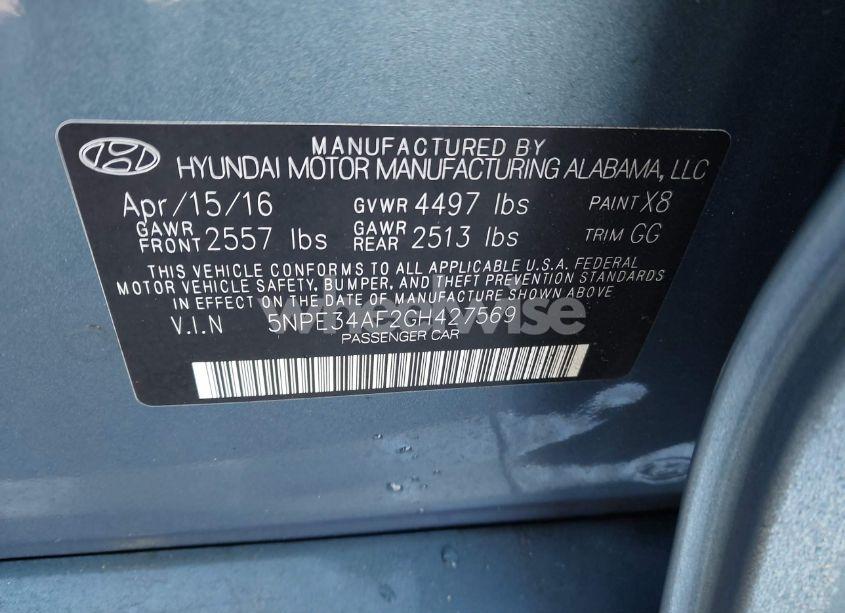 MANUFACTURED BY
HYUNDAI MOTOR MANUFACTURING ALABAMA, LLC
Apr/15/16 GVWR 4497 lbs PAINT X8
GAWR FRONT 2557 lbs GAWR REAR 2513 lbs TRIM GG
THIS VEHICLE CONFORMS TO ALL APPLICABLE U.S.A. FEDERAL
MOTOR VEHICLE SAFETY, BUMPER, AND THEFT PREVENTION STANDARDS
IN EFFECT ON THE DATE OF MANUFACTURE SHOWN ABOVE.
V.I.N 5NPE34AF2GH427569
PASSENGER CAR
wheelwise